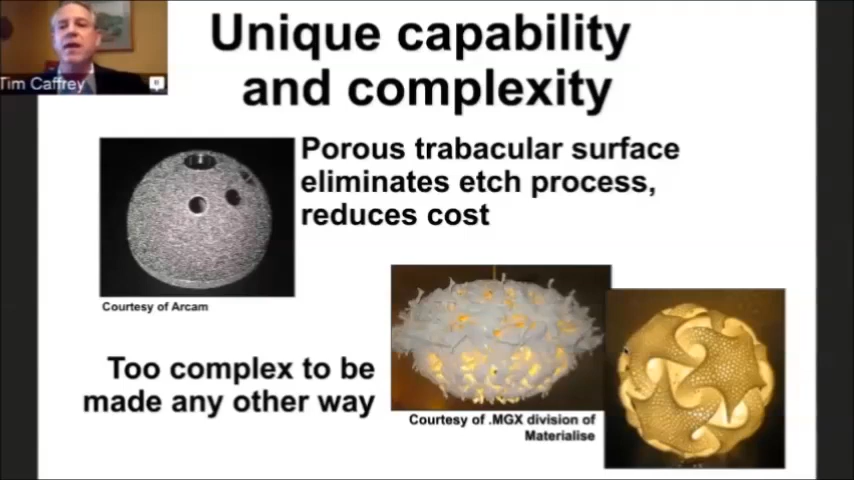 Unique capability
and complexity
Tim Caffrey
Porous trabacular surface
eliminates etch process,
reduces cost
Courtesy of Arcam
Too complex to be
made any other way
Courtesy of .MGX division of
Materialise